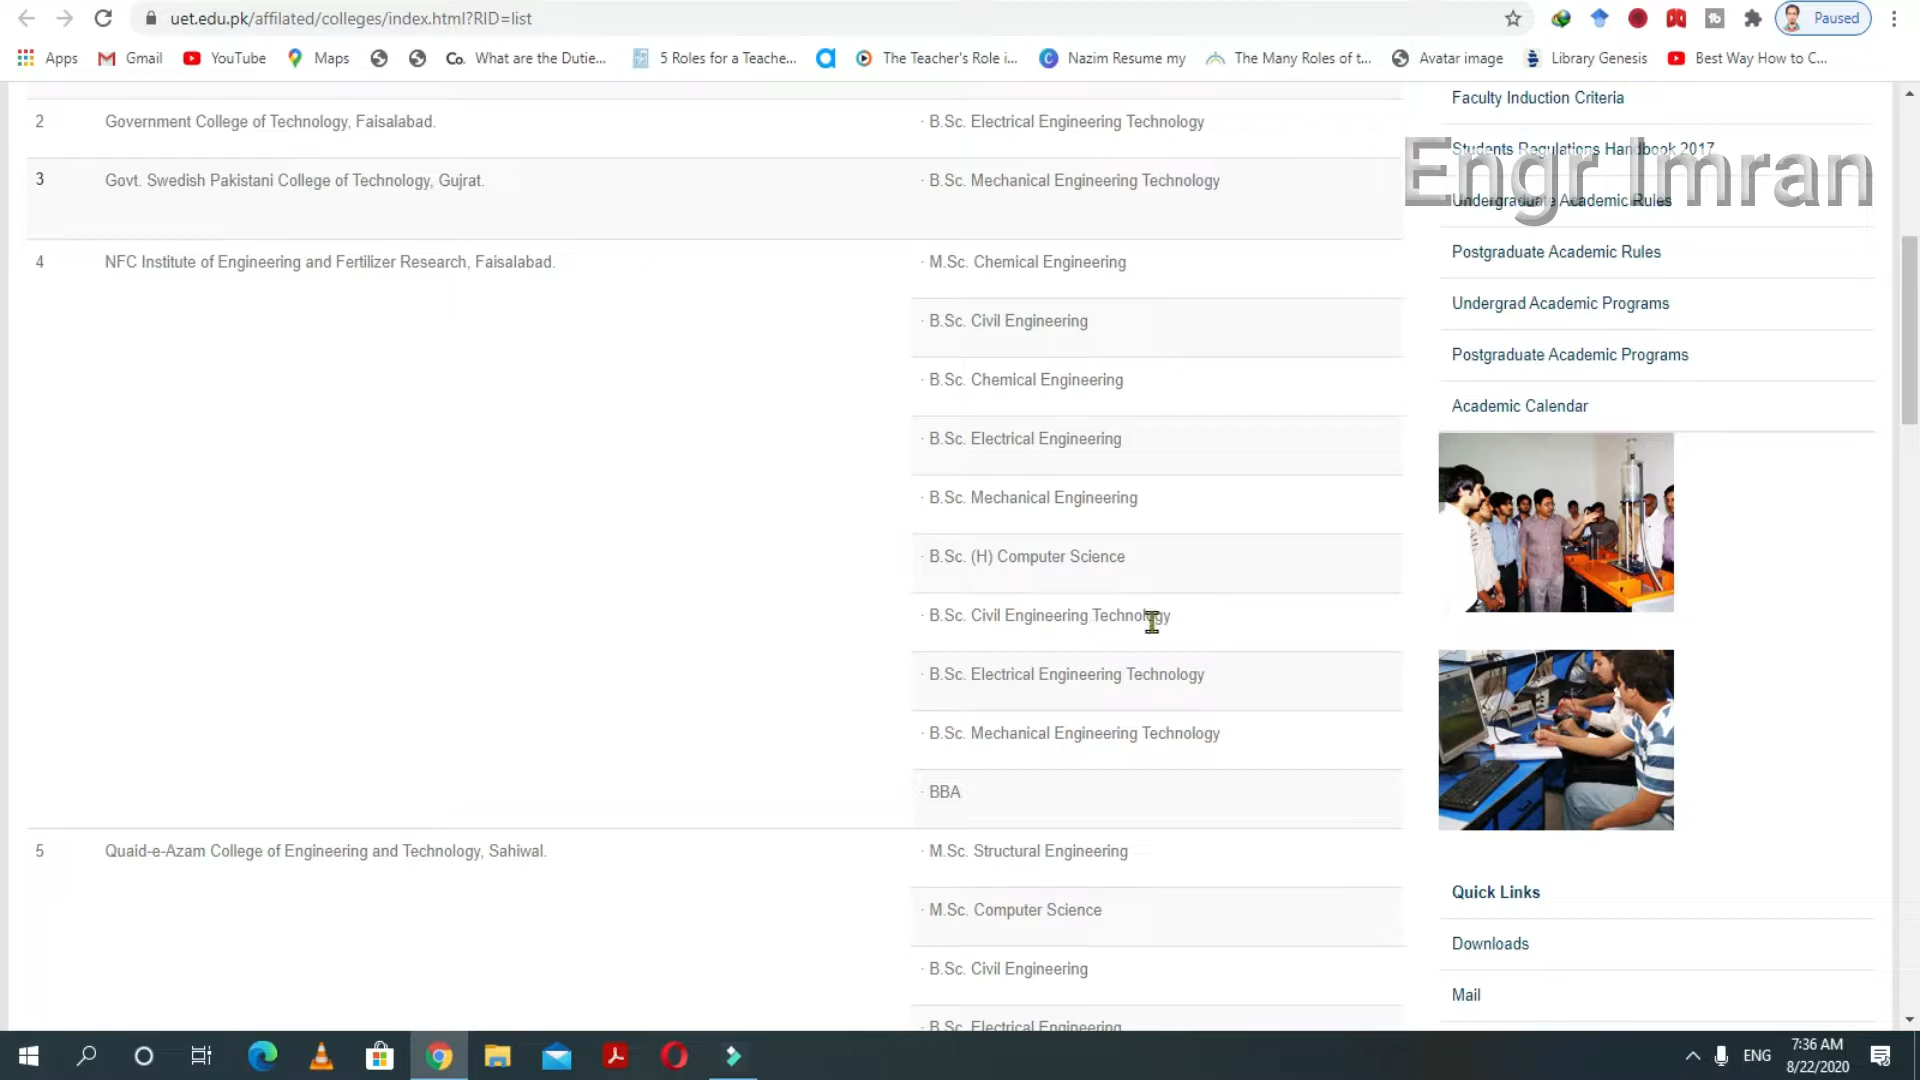 uet.edu.pk/affilated/colleges/index.html?RID=list
Paused
Apps
Gmail
YouTube
Maps
Co. What are the Dutie...
5 Roles for a Teache...
The Teacher's Role i...
Nazim Resume my
The Many Roles of t...
Avatar image
Library Genesis
Best Way How to C...
2 Government College of Technology, Faisalabad. · B.Sc. Electrical Engineering Technology
3 Govt. Swedish Pakistani College of Technology, Gujrat. · B.Sc. Mechanical Engineering Technology
4 NFC Institute of Engineering and Fertilizer Research, Faisalabad. · M.Sc. Chemical Engineering
· B.Sc. Civil Engineering
· B.Sc. Chemical Engineering
· B.Sc. Electrical Engineering
· B.Sc. Mechanical Engineering
· B.Sc. (H) Computer Science
· B.Sc. Civil Engineering Technology
· B.Sc. Electrical Engineering Technology
· B.Sc. Mechanical Engineering Technology
· BBA
5 Quaid-e-Azam College of Engineering and Technology, Sahiwal. · M.Sc. Structural Engineering
· M.Sc. Computer Science
· B.Sc. Civil Engineering
· B.Sc. Electrical Engineering
Faculty Induction Criteria
Students Regulations Handbook 2017
Engr Imran
Undergraduate Academic Rules
Postgraduate Academic Rules
Undergrad Academic Programs
Postgraduate Academic Programs
Academic Calendar
Quick Links
Downloads
Mail
ENG
7:36 AM
8/22/2020